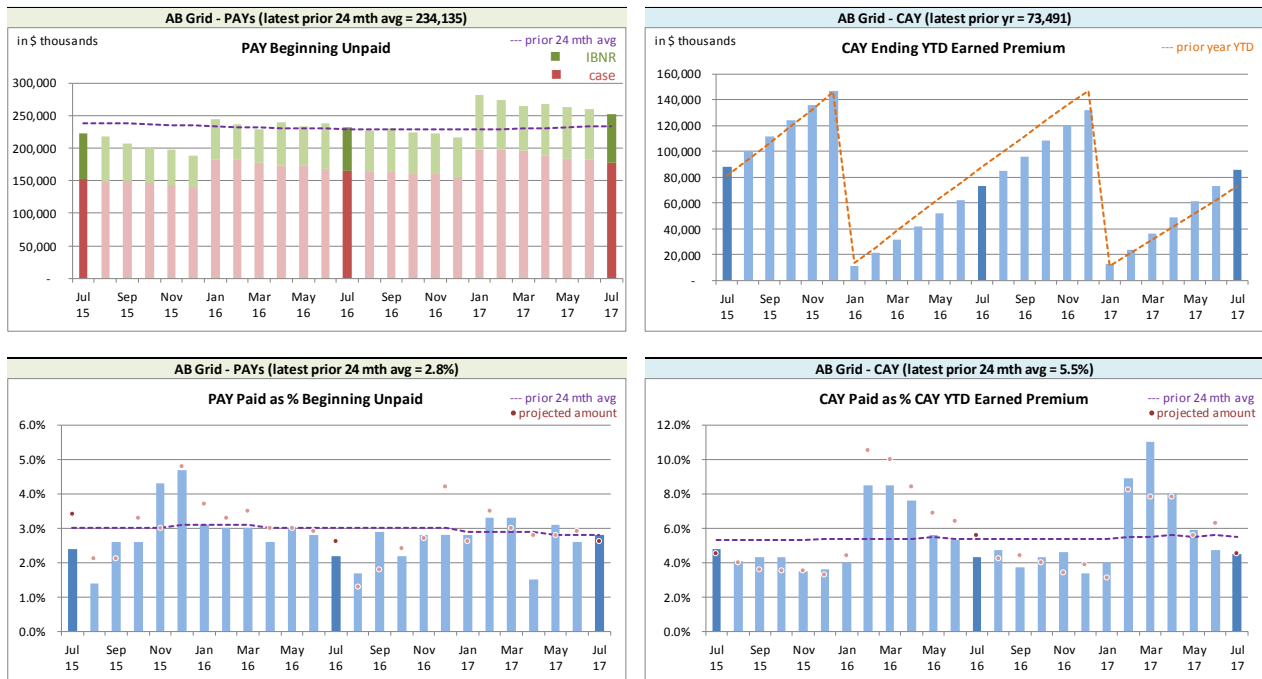 AB Grid - PAYs (latest prior 24 mth avg = 234,135)
in $ thousands
PAY Beginning Unpaid
--- prior 24 mth avg
IBNR
case
300,000
250,000
200,000
150,000
100,000
50,000
-
Jul Sep Nov Jan Mar May Jul Sep Nov Jan Mar May Jul
15 15 15 16 16 16 16 16 16 17 17 17 17
AB Grid - CAY (latest prior yr = 73,491)
in $ thousands
CAY Ending YTD Earned Premium
--- prior year YTD
160,000
140,000
120,000
100,000
80,000
60,000
40,000
20,000
-
Jul Sep Nov Jan Mar May Jul Sep Nov Jan Mar May Jul
15 15 15 16 16 16 16 16 16 17 17 17 17
AB Grid - PAYs (latest prior 24 mth avg = 2.8%)
PAY Paid as % Beginning Unpaid
--- prior 24 mth avg
projected amount
6.0%
5.0%
4.0%
3.0%
2.0%
1.0%
0.0%
Jul Sep Nov Jan Mar May Jul Sep Nov Jan Mar May Jul
15 15 15 16 16 16 16 16 16 17 17 17 17
AB Grid - CAY (latest prior 24 mth avg = 5.5%)
CAY Paid as % CAY YTD Earned Premium
--- prior 24 mth avg
projected amount
12.0%
10.0%
8.0%
6.0%
4.0%
2.0%
0.0%
Jul Sep Nov Jan Mar May Jul Sep Nov Jan Mar May Jul
15 15 15 16 16 16 16 16 16 17 17 17 17